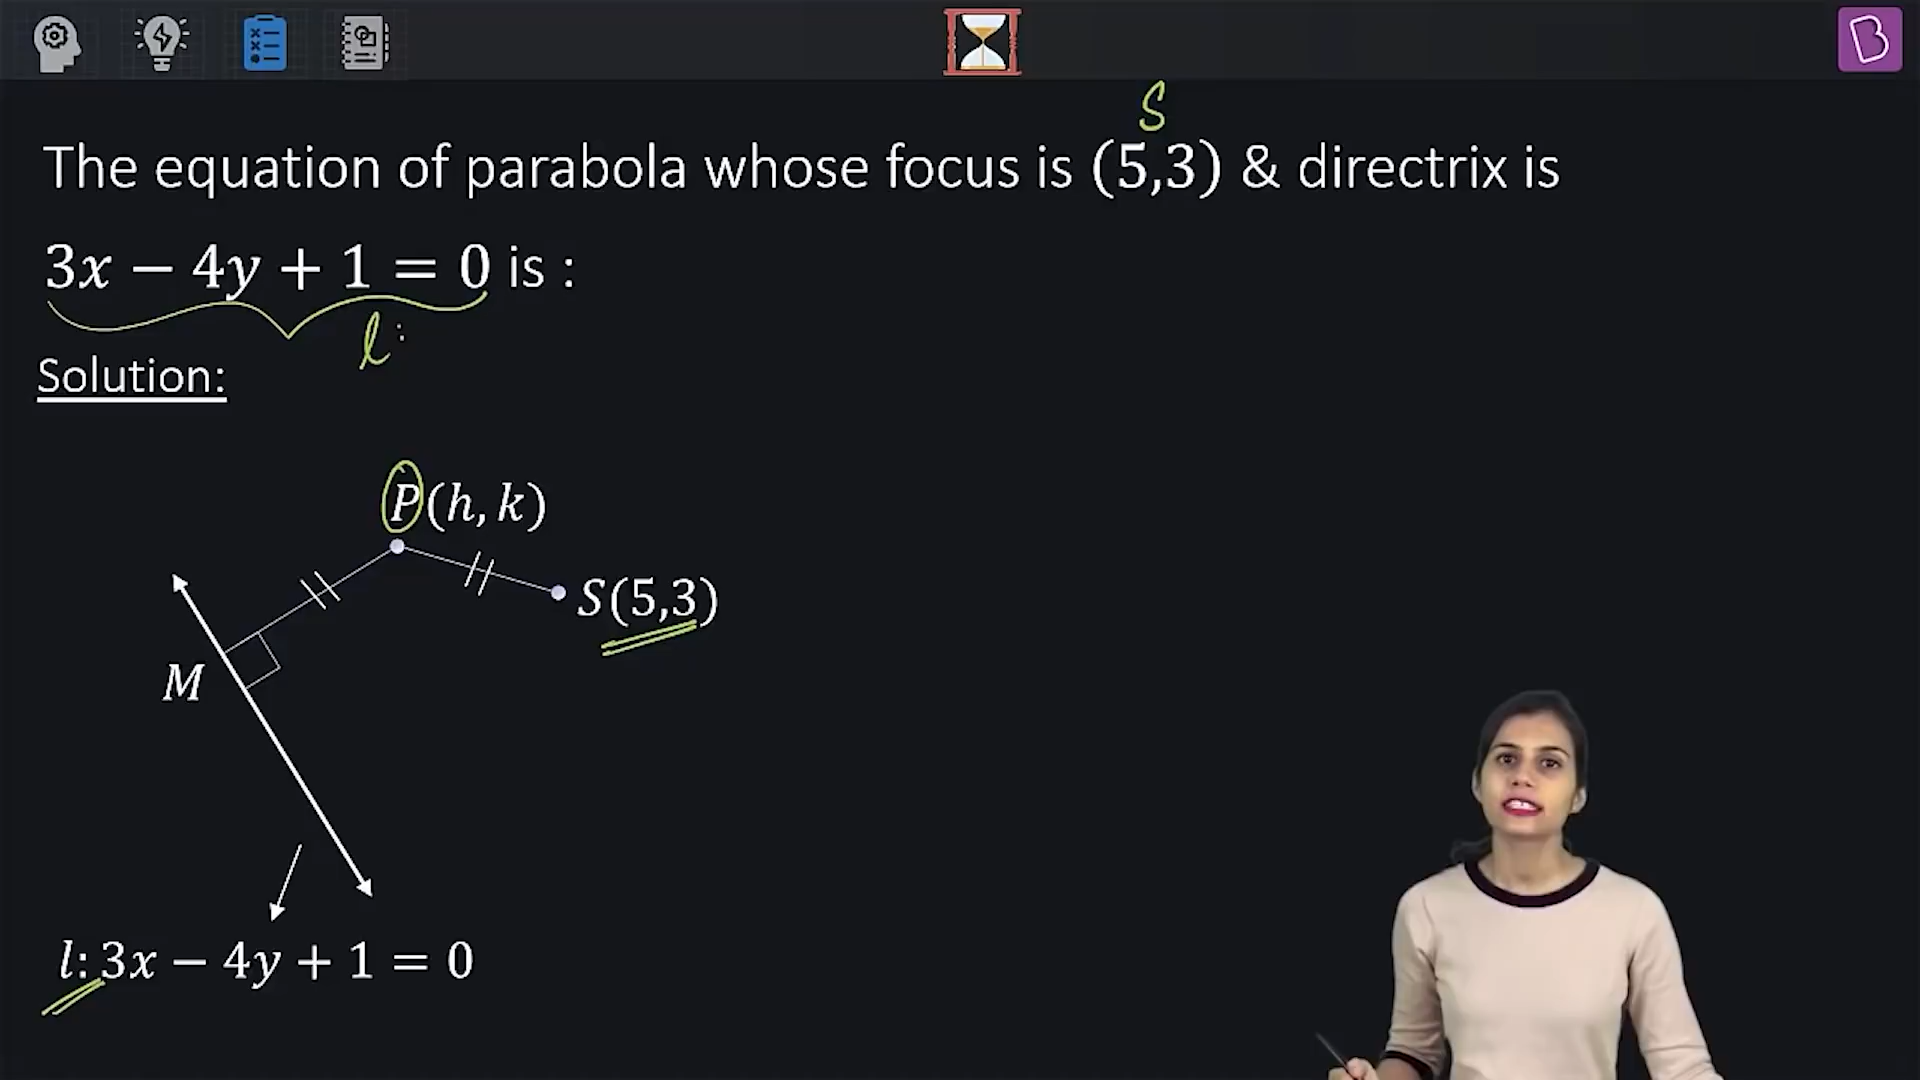 S
The equation of parabola whose focus is (5,3) & directrix is
3x − 4y + 1 = 0 is :
l :
Solution:
P(h, k)
S(5,3)
M
l: 3x − 4y + 1 = 0
B